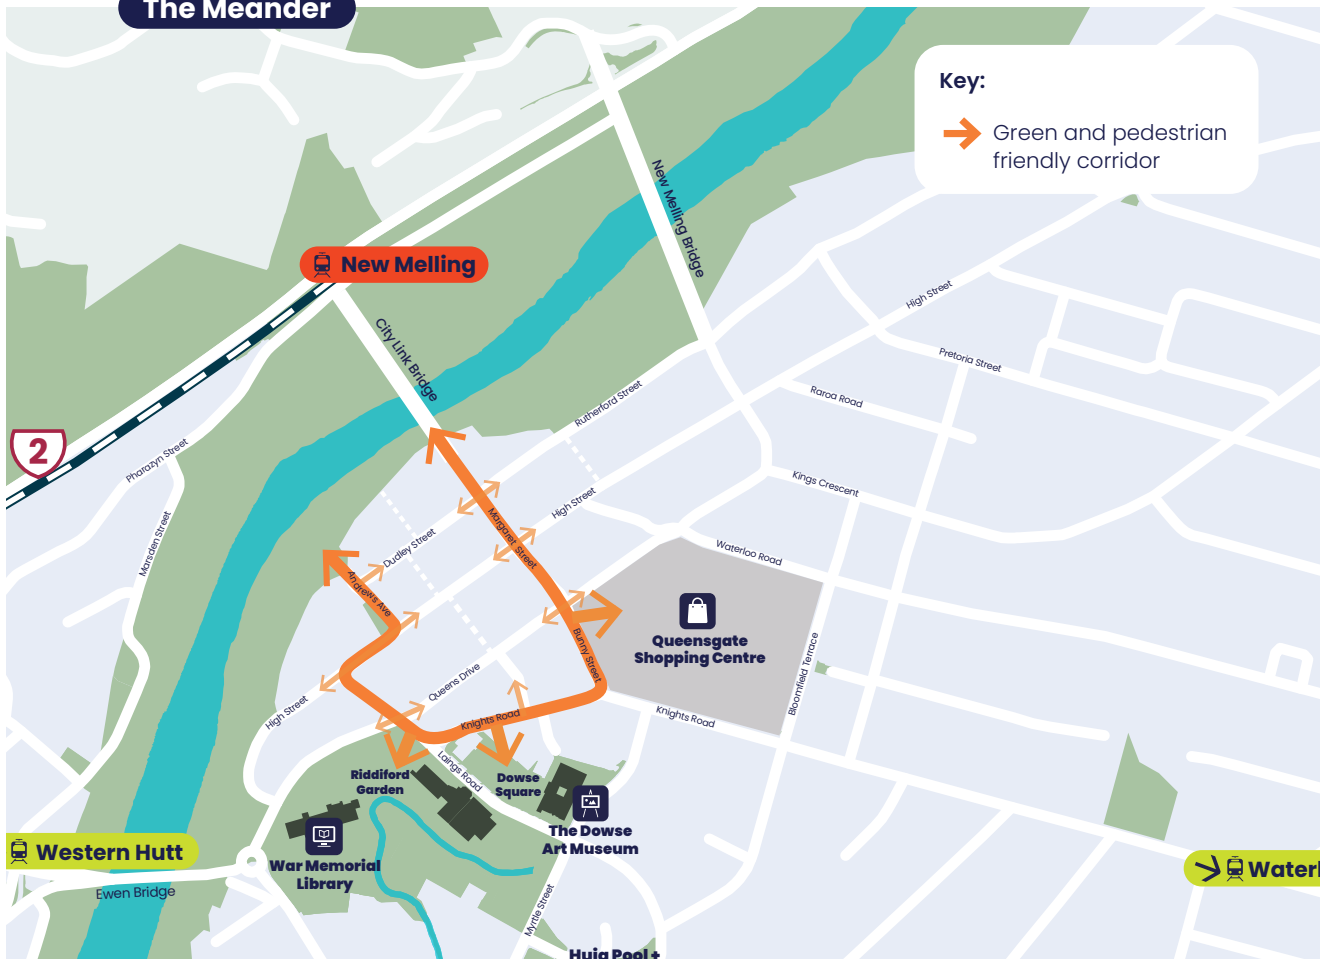 The Meander
Key:
Green and pedestrian
friendly corridor
New Melling Bridge
New Melling
City Link Bridge
High Street
Pretoria Street
Raroa Road
Rutherford Street
2
Pharazyn Street
Kings Crescent
High Street
Margaret Street
Marsden Street
Dudley Street
Waterloo Road
Andrews Ave
Queensgate
Shopping Centre
Bunny Street
Bloomfield Terrace
Queens Drive
High Street
Knights Road
Knights Road
Laings Road
Riddiford
Garden
Dowse
Square
The Dowse
Art Museum
War Memorial
Library
Western Hutt
Ewen Bridge
Myrtle Street
Huia Pool +